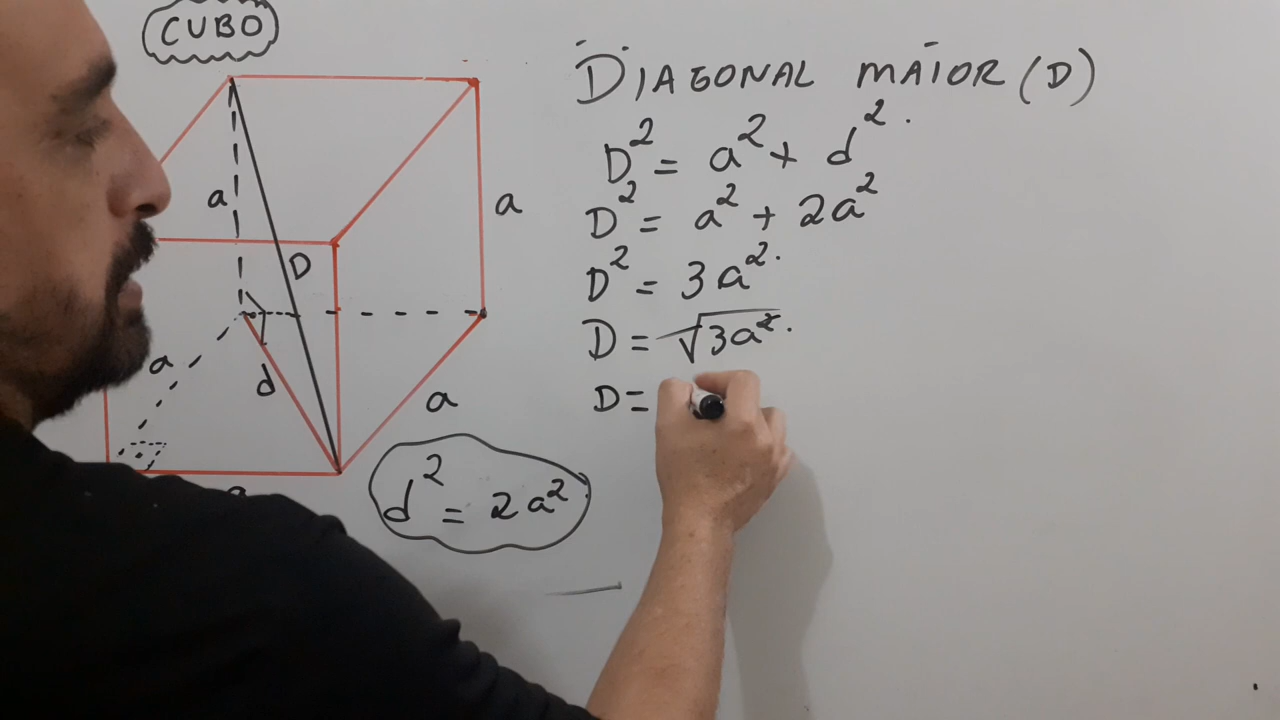 CUBO
DIAGONAL MAIOR (D)
D² = a² + d².
D² = a² + 2a²
D² = 3a².
D = √3a².
D =
a
a
D
a
d
a
d² = 2a²